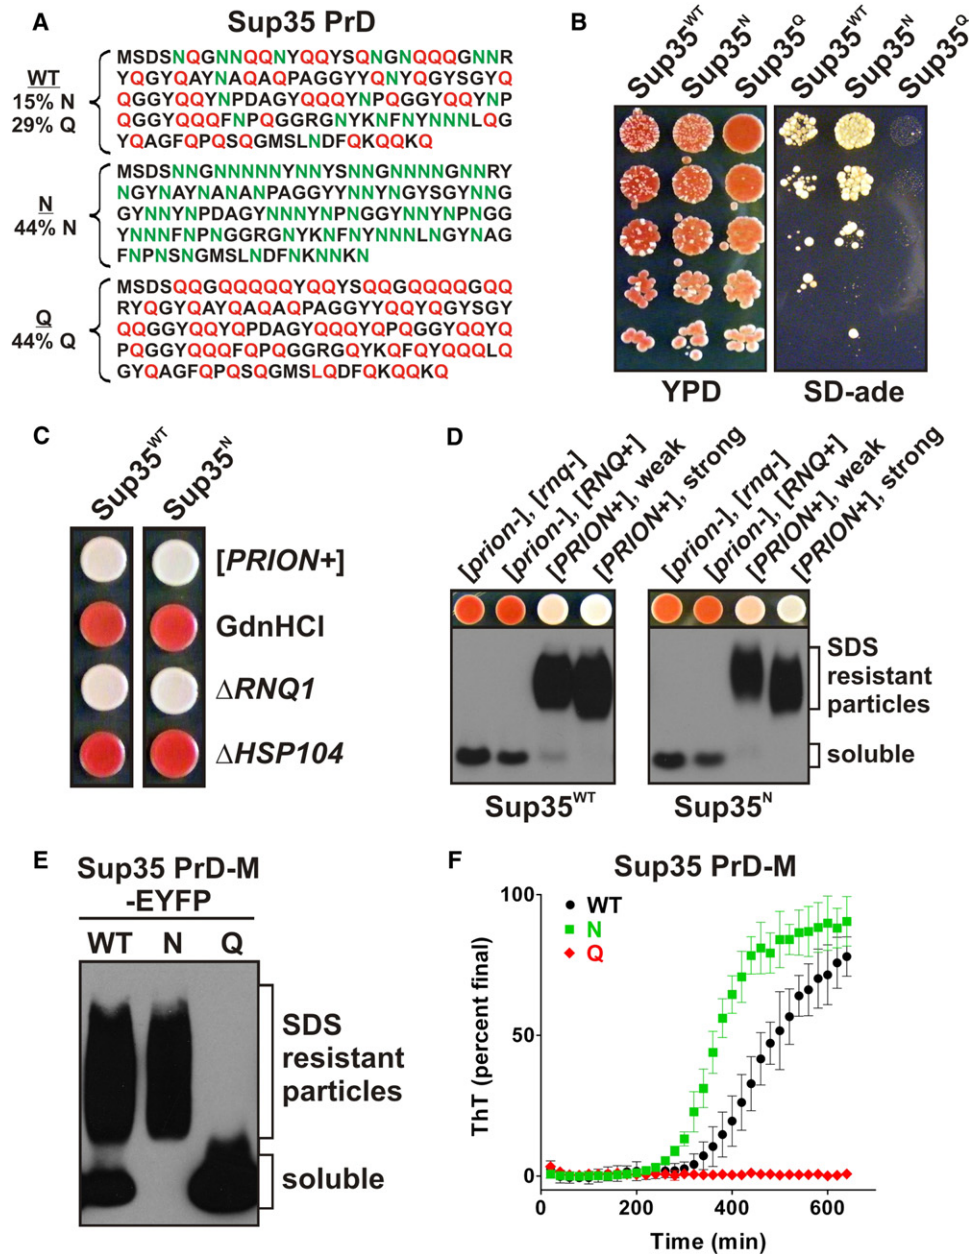 A
Sup35 PrD
WT
15% N
29% Q
MSDSNQGNNQQNYQQYSQNGNQQQGNNR
YQGYQAYNAQAQPAGGYYQNYQGYSGYQ
QGGYQQYNPDAGYQQQYNPQGGYQQYNP
QGGYQQQFNPQGGRGNYKNFNYNNNLQG
YQAGFQPQSQGMSLNDFQKQQKQ
N
44% N
MSDSNNGNNNNNYNNYSNNGNNNNGNNRY
NGYNAYNANANPAGGYYNNYNGYSGYNNG
GYNNYNPDAGYNNNYNPNGGYNNYNPNGG
YNNNFNPNGGRGNYKNFNYNNNLNGYNAG
FNPNSNGMSLNDFNKNNKN
Q
44% Q
MSDSQQGQQQQQYQQYSQQGQQQQGQQ
RYQGYQAYQAQAQPAGGYYQQYQGYSGY
QQGGYQQYQPDAGYQQQYQPQGGYQQYQ
PQGGYQQQFQPQGGRGQYKQFQYQQQLQ
GYQAGFQPQSQGMSLQDFQKQQKQ
B
Sup35WT
Sup35N
Sup35Q
Sup35WT
Sup35N
Sup35Q
YPD
SD-ade
C
Sup35WT
Sup35N
[PRION+]
GdnHCl
ΔRNQ1
ΔHSP104
D
[prion-], [rnq-]
[prion-], [RNQ+]
[PRION+], weak
[PRION+], strong
[prion-], [rnq-]
[prion-], [RNQ+]
[PRION+], weak
[PRION+], strong
SDS
resistant
particles
soluble
Sup35WT
Sup35N
E
Sup35 PrD-M
-EYFP
WT N Q
SDS
resistant
particles
soluble
F
Sup35 PrD-M
WT
N
Q
ThT (percent final)
100
50
0
0 200 400 600
Time (min)